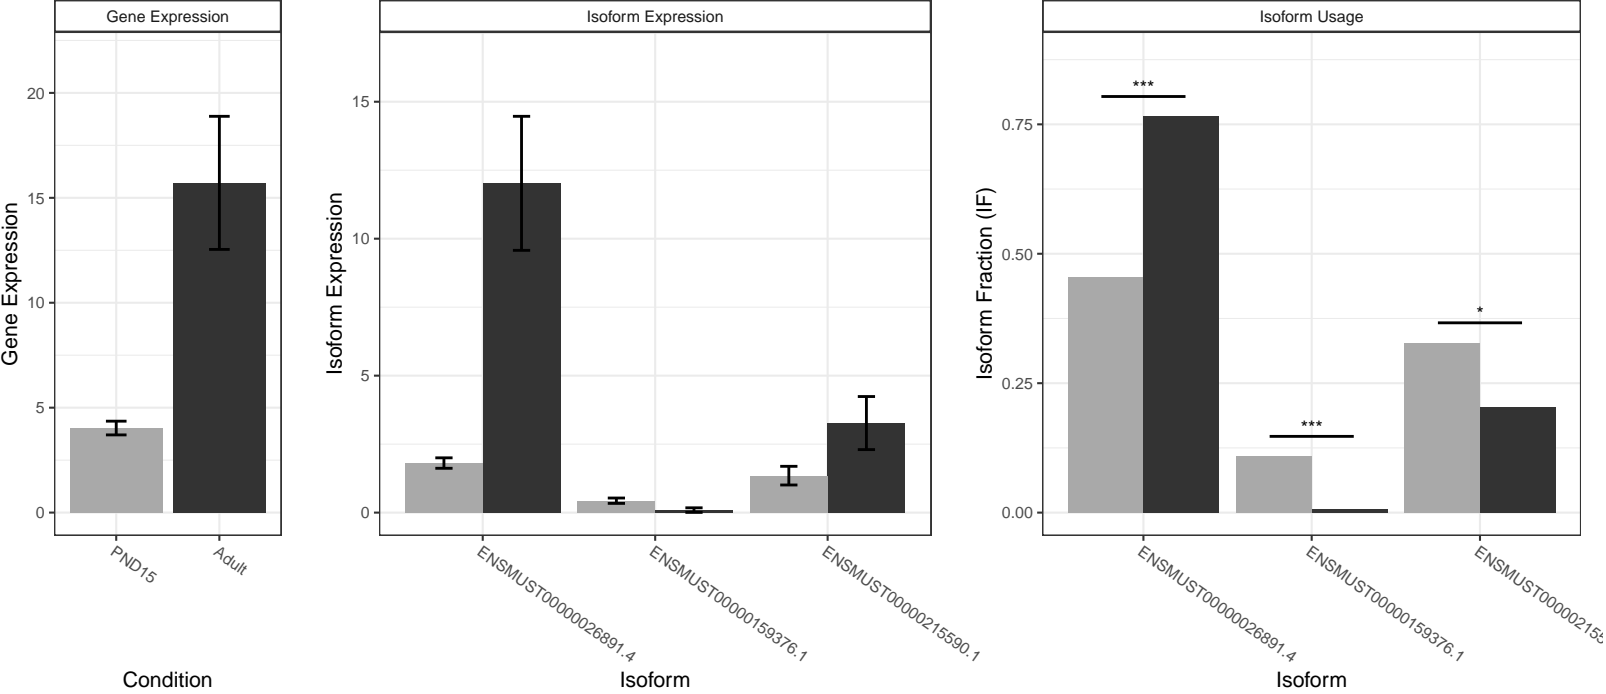 Gene Expression
Isoform Expression
Isoform Usage
Gene Expression
20
15
10
5
0
PND15
Adult
Condition
Isoform Expression
15
10
5
0
ENSMUST00000026891.4
ENSMUST00000159376.1
ENSMUST00000215590.1
Isoform
Isoform Fraction (IF)
0.75
0.50
0.25
0.00
***
***
*
ENSMUST00000026891.4
ENSMUST00000159376.1
ENSMUST00000215
Isoform